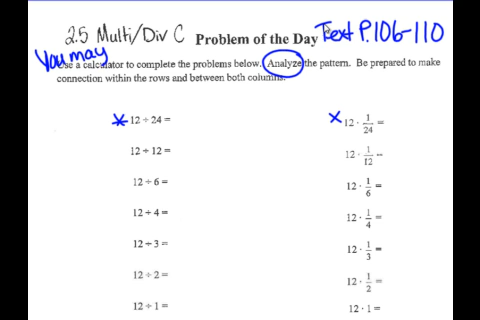 2.5 Multi/Div C Problem of the Day Text P.106-110
You may
Use a calculator to complete the problems below. Analyze the pattern. Be prepared to make
connection within the rows and between both columns.
* 12 ÷ 24 = x 12 · 1/24 =
12 ÷ 12 = 12 · 1/12 =
12 ÷ 6 = 12 · 1/6 =
12 ÷ 4 = 12 · 1/4 =
12 ÷ 3 = 12 · 1/3 =
12 ÷ 2 = 12 · 1/2 =
12 ÷ 1 = 12 · 1 =